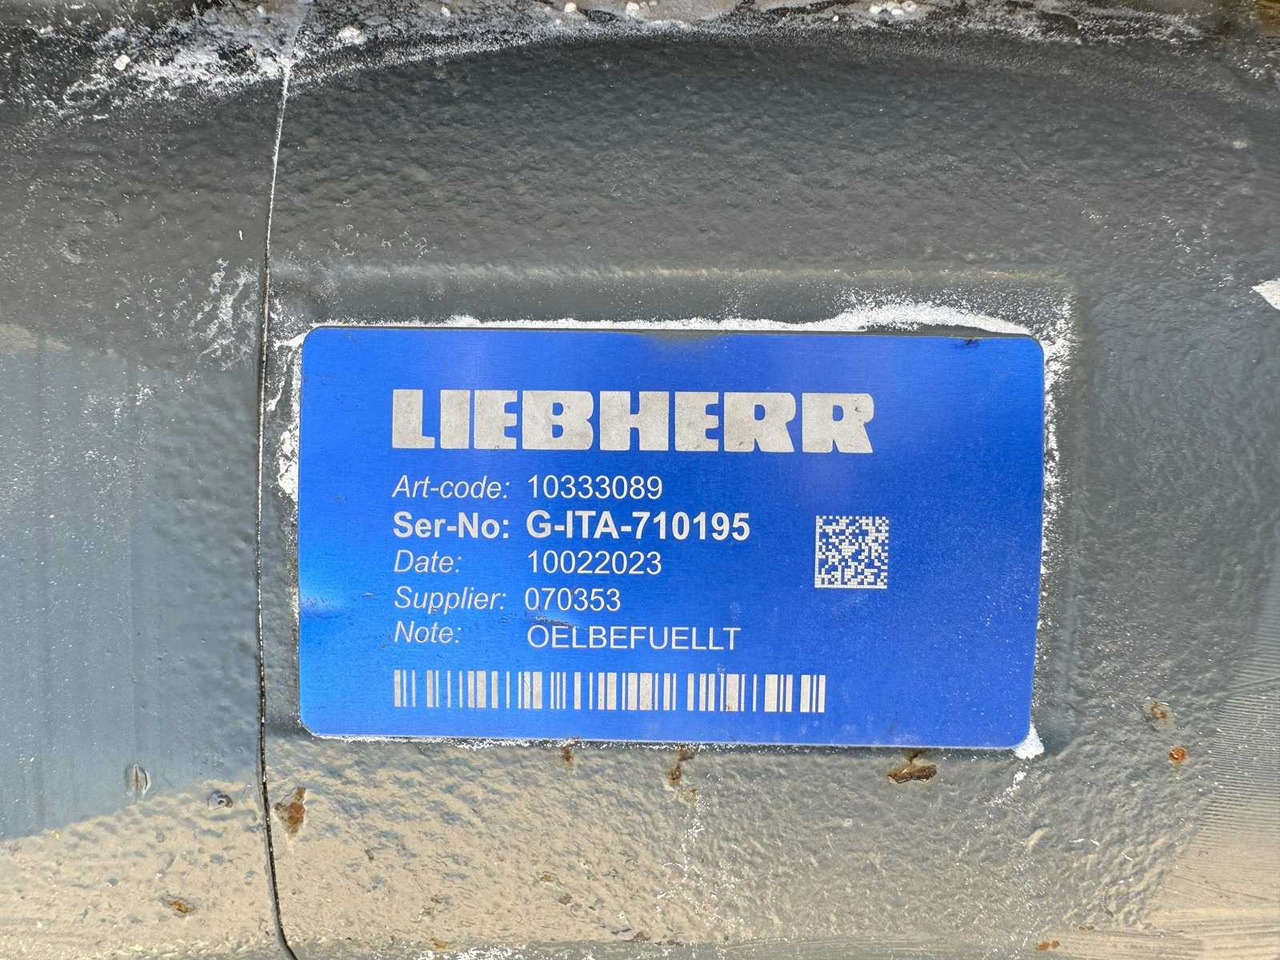 LIEBHERR
Art-code: 10333089
Ser-No: G-ITA-710195
Date: 10022023
Supplier: 070353
Note: OELBEFUELLT